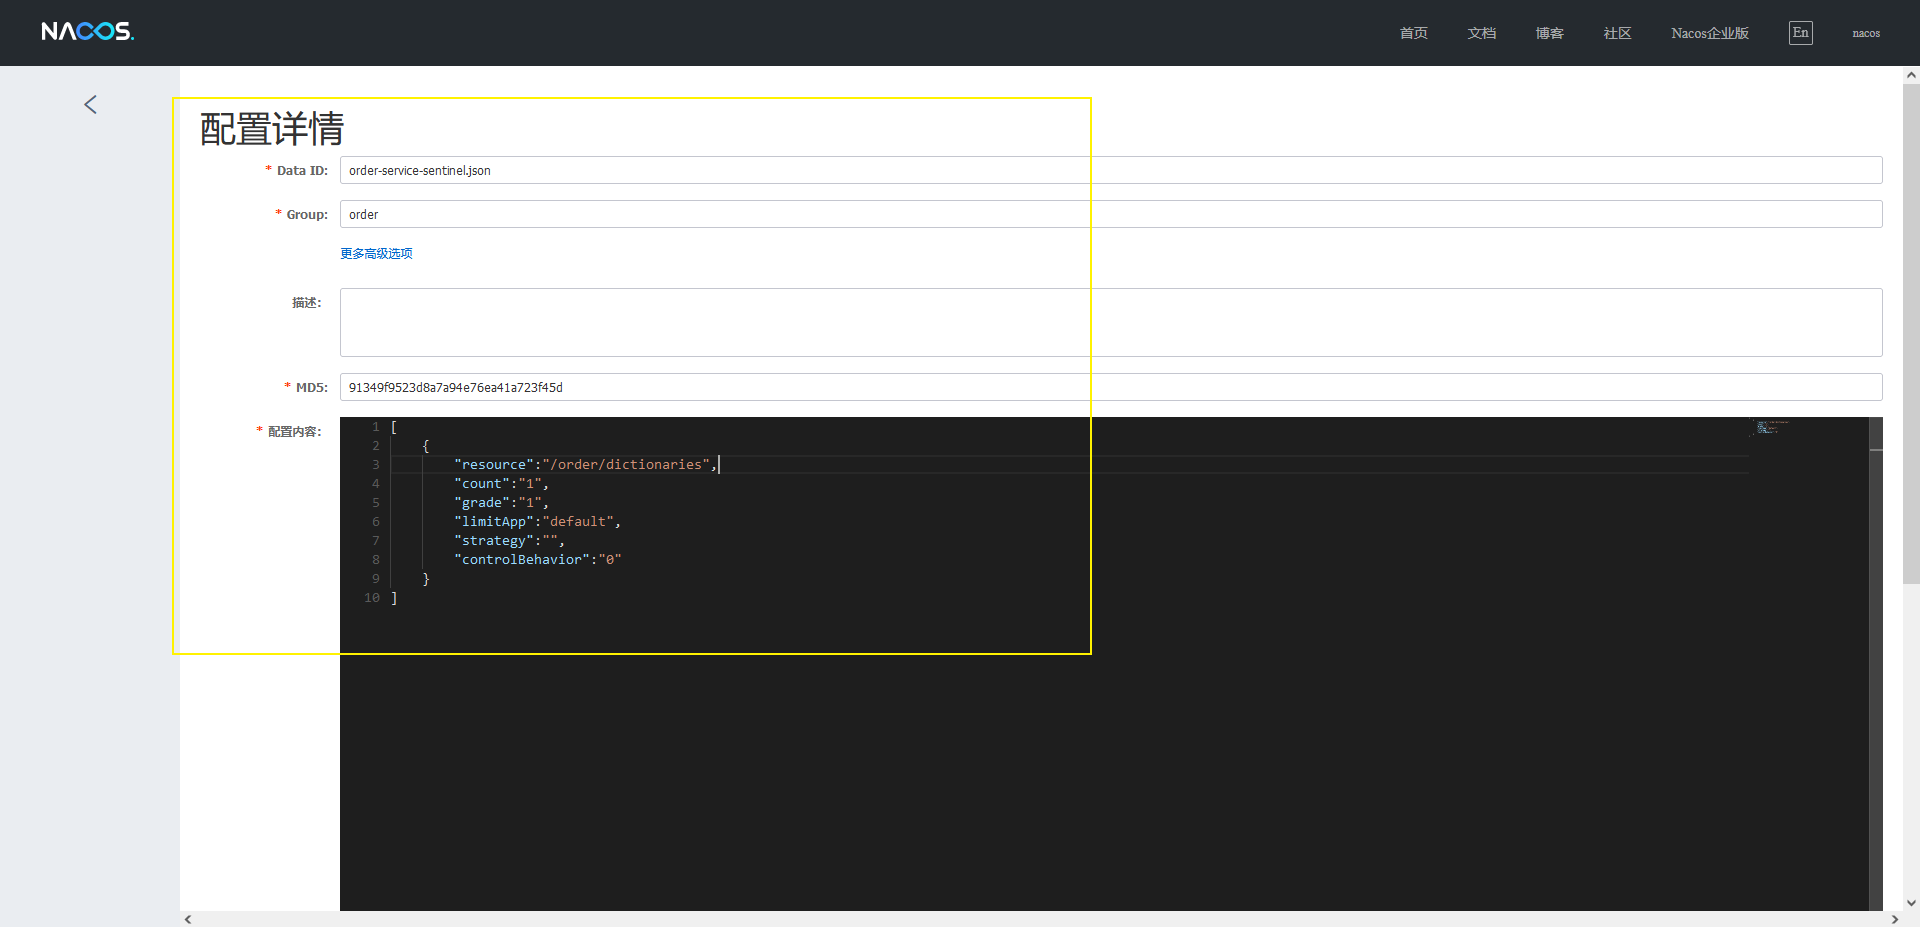 NACOS.
首页 文档 博客 社区 Nacos企业版 En nacos
配置详情
* Data ID: order-service-sentinel.json
* Group: order
更多高级选项
描述:
* MD5: 91349f9523d8a7a94e76ea41a723f45d
* 配置内容:
1 [
2 {
3 "resource":"/order/dictionaries",
4 "count":"1",
5 "grade":"1",
6 "limitApp":"default",
7 "strategy":"",
8 "controlBehavior":"0"
9 }
10 ]